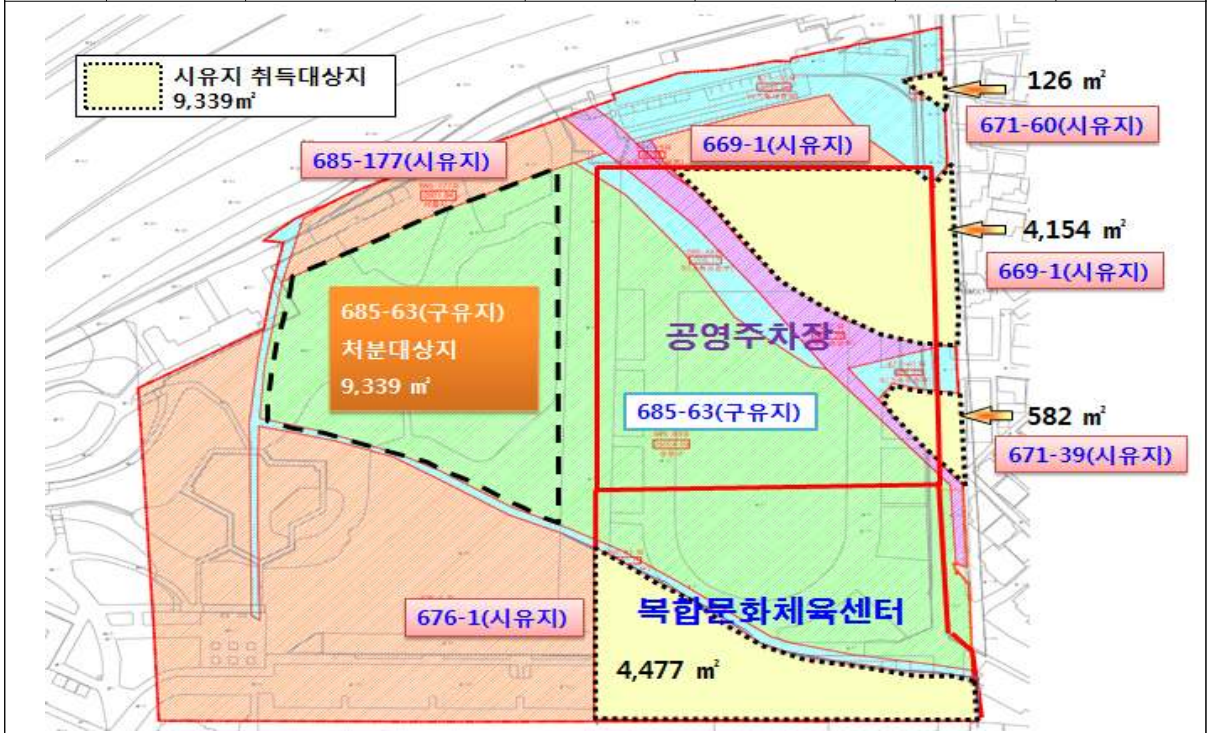 시유지 취득대상지
9,339㎡
126 ㎡
671-60(시유지)
669-1(시유지)
685-177(시유지)
4,154 ㎡
669-1(시유지)
685-63(구유지)
처분대상지
9,339 ㎡
공영주차장
685-63(구유지)
582 ㎡
671-39(시유지)
676-1(시유지)
복합문화체육센터
4,477 ㎡